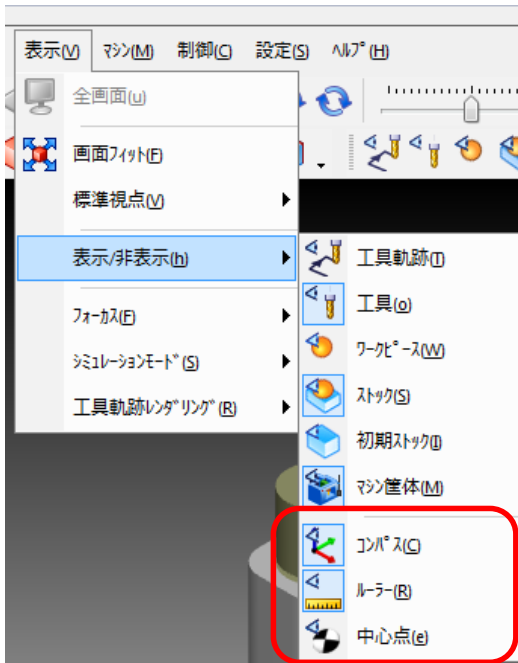 表示(V) ﾏｼﾝ(M) 制御(C) 設定(S) ﾍﾙﾌﾟ(H)
全画面(u)
画面ﾌｨｯﾄ(F)
標準視点(V)
表示/非表示(h)
ﾌｫｰｶｽ(F)
ｼﾐｭﾚｰｼｮﾝﾓｰﾄﾞ(S)
工具軌跡ﾚﾝﾀﾞﾘﾝｸﾞ(R)
工具軌跡(T)
工具(o)
ﾜｰｸﾋﾟｰｽ(W)
ｽﾄｯｸ(S)
初期ｽﾄｯｸ(I)
ﾏｼﾝ筐体(M)
ｺﾝﾊﾟｽ(C)
ﾙｰﾗｰ(R)
中心点(e)